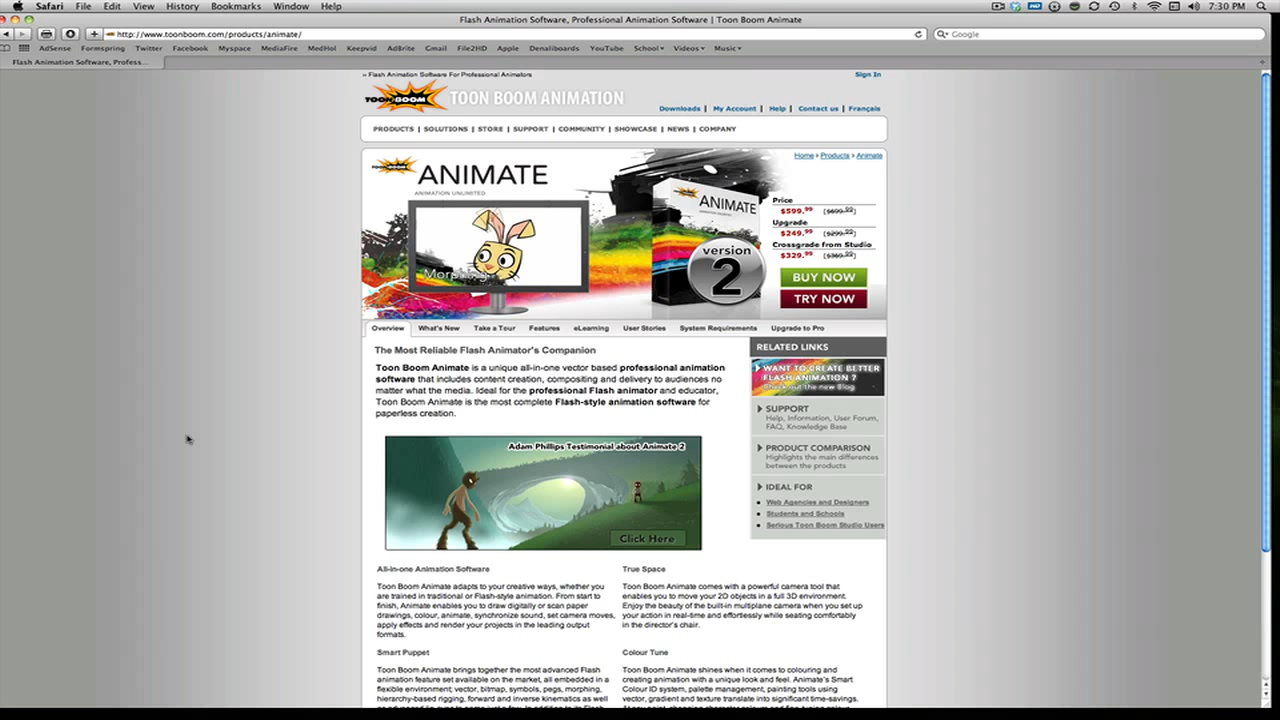 Safari File Edit View History Bookmarks Window Help 7:30 PM
Flash Animation Software, Professional Animation Software | Toon Boom Animate
http://www.toonboom.com/products/animate/
Google
AdSense Formspring Twitter Facebook Myspace MediaFire MedHol Keepvid AdBrite Gmail File2HD Apple Denaliboards YouTube School Videos Music
Flash Animation Software, Profess...
» Flash Animation Software For Professional Animators
Sign In
TOON BOOM TOON BOOM ANIMATION
Downloads | My Account | Help | Contact us | Français
PRODUCTS | SOLUTIONS | STORE | SUPPORT | COMMUNITY | SHOWCASE | NEWS | COMPANY
Home » Products » Animate
TOON BOOM ANIMATE
ANIMATION UNLIMITED
Morphing
ANIMATE
version
2
Price
$599.99 [$699.99]
Upgrade
$249.99 [$299.99]
Crossgrade from Studio
$329.99 [$369.99]
BUY NOW
TRY NOW
Overview What's New Take a Tour Features eLearning User Stories System Requirements Upgrade to Pro
The Most Reliable Flash Animator's Companion
Toon Boom Animate is a unique all-in-one vector based professional animation
software that includes content creation, compositing and delivery to audiences no
matter what the media. Ideal for the professional Flash animator and educator,
Toon Boom Animate is the most complete Flash-style animation software for
paperless creation.
Adam Phillips Testimonial about Animate 2
Click Here
RELATED LINKS
WANT TO CREATE BETTER
FLASH ANIMATION ?
Checkout the new Blog
SUPPORT
Help, Information, User Forum,
FAQ, Knowledge Base
PRODUCT COMPARISON
Highlights the main differences
between the products
IDEAL FOR
Web Agencies and Designers
Students and Schools
Serious Toon Boom Studio Users
All-in-one Animation Software
Toon Boom Animate adapts to your creative ways, whether you
are trained in traditional or Flash-style animation. From start to
finish, Animate enables you to draw digitally or scan paper
drawings, colour, animate, synchronize sound, set camera moves,
apply effects and render your projects in the leading output
formats.
True Space
Toon Boom Animate comes with a powerful camera tool that
enables you to move your 2D objects in a full 3D environment.
Enjoy the beauty of the built-in multiplane camera when you set up
your action in real-time and effortlessly while seating comfortably
in the director's chair.
Smart Puppet
Toon Boom Animate brings together the most advanced Flash
animation feature set available on the market, all embedded in a
flexible environment; vector, bitmap, symbols, pegs, morphing,
hierarchy-based rigging, forward and inverse kinematics as well
Colour Tune
Toon Boom Animate shines when it comes to colouring and
creating animation with a unique look and feel. Animate's Smart
Colour ID system, palette management, painting tools using
vector, gradient and texture translate into significant time-savings.